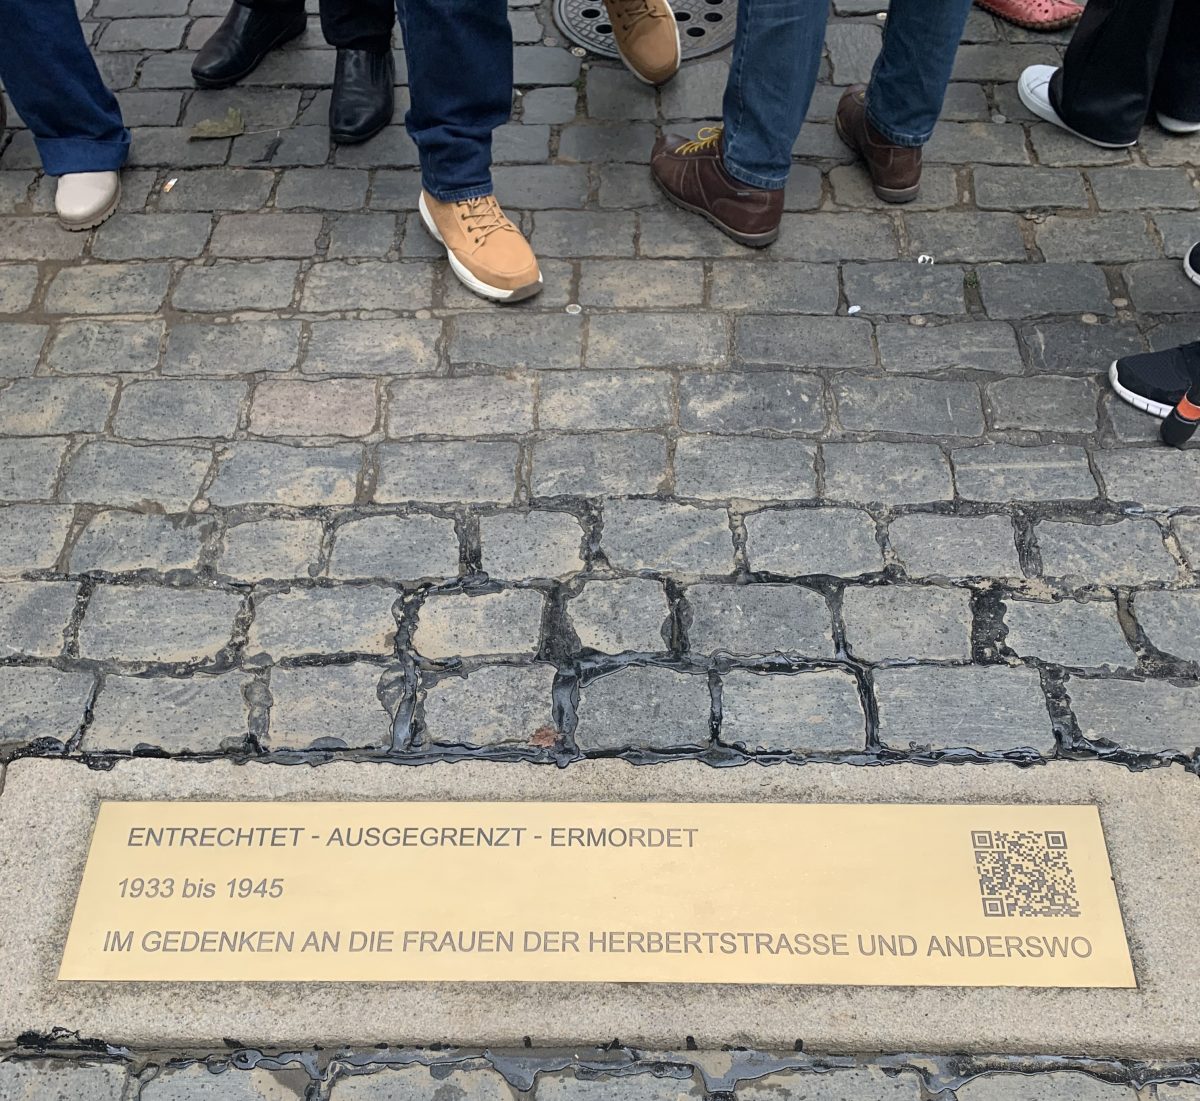 ENTRECHTET - AUSGEGRENZT - ERMORDET
1933 bis 1945
IM GEDENKEN AN DIE FRAUEN DER HERBERTSTRASSE UND ANDERSWO